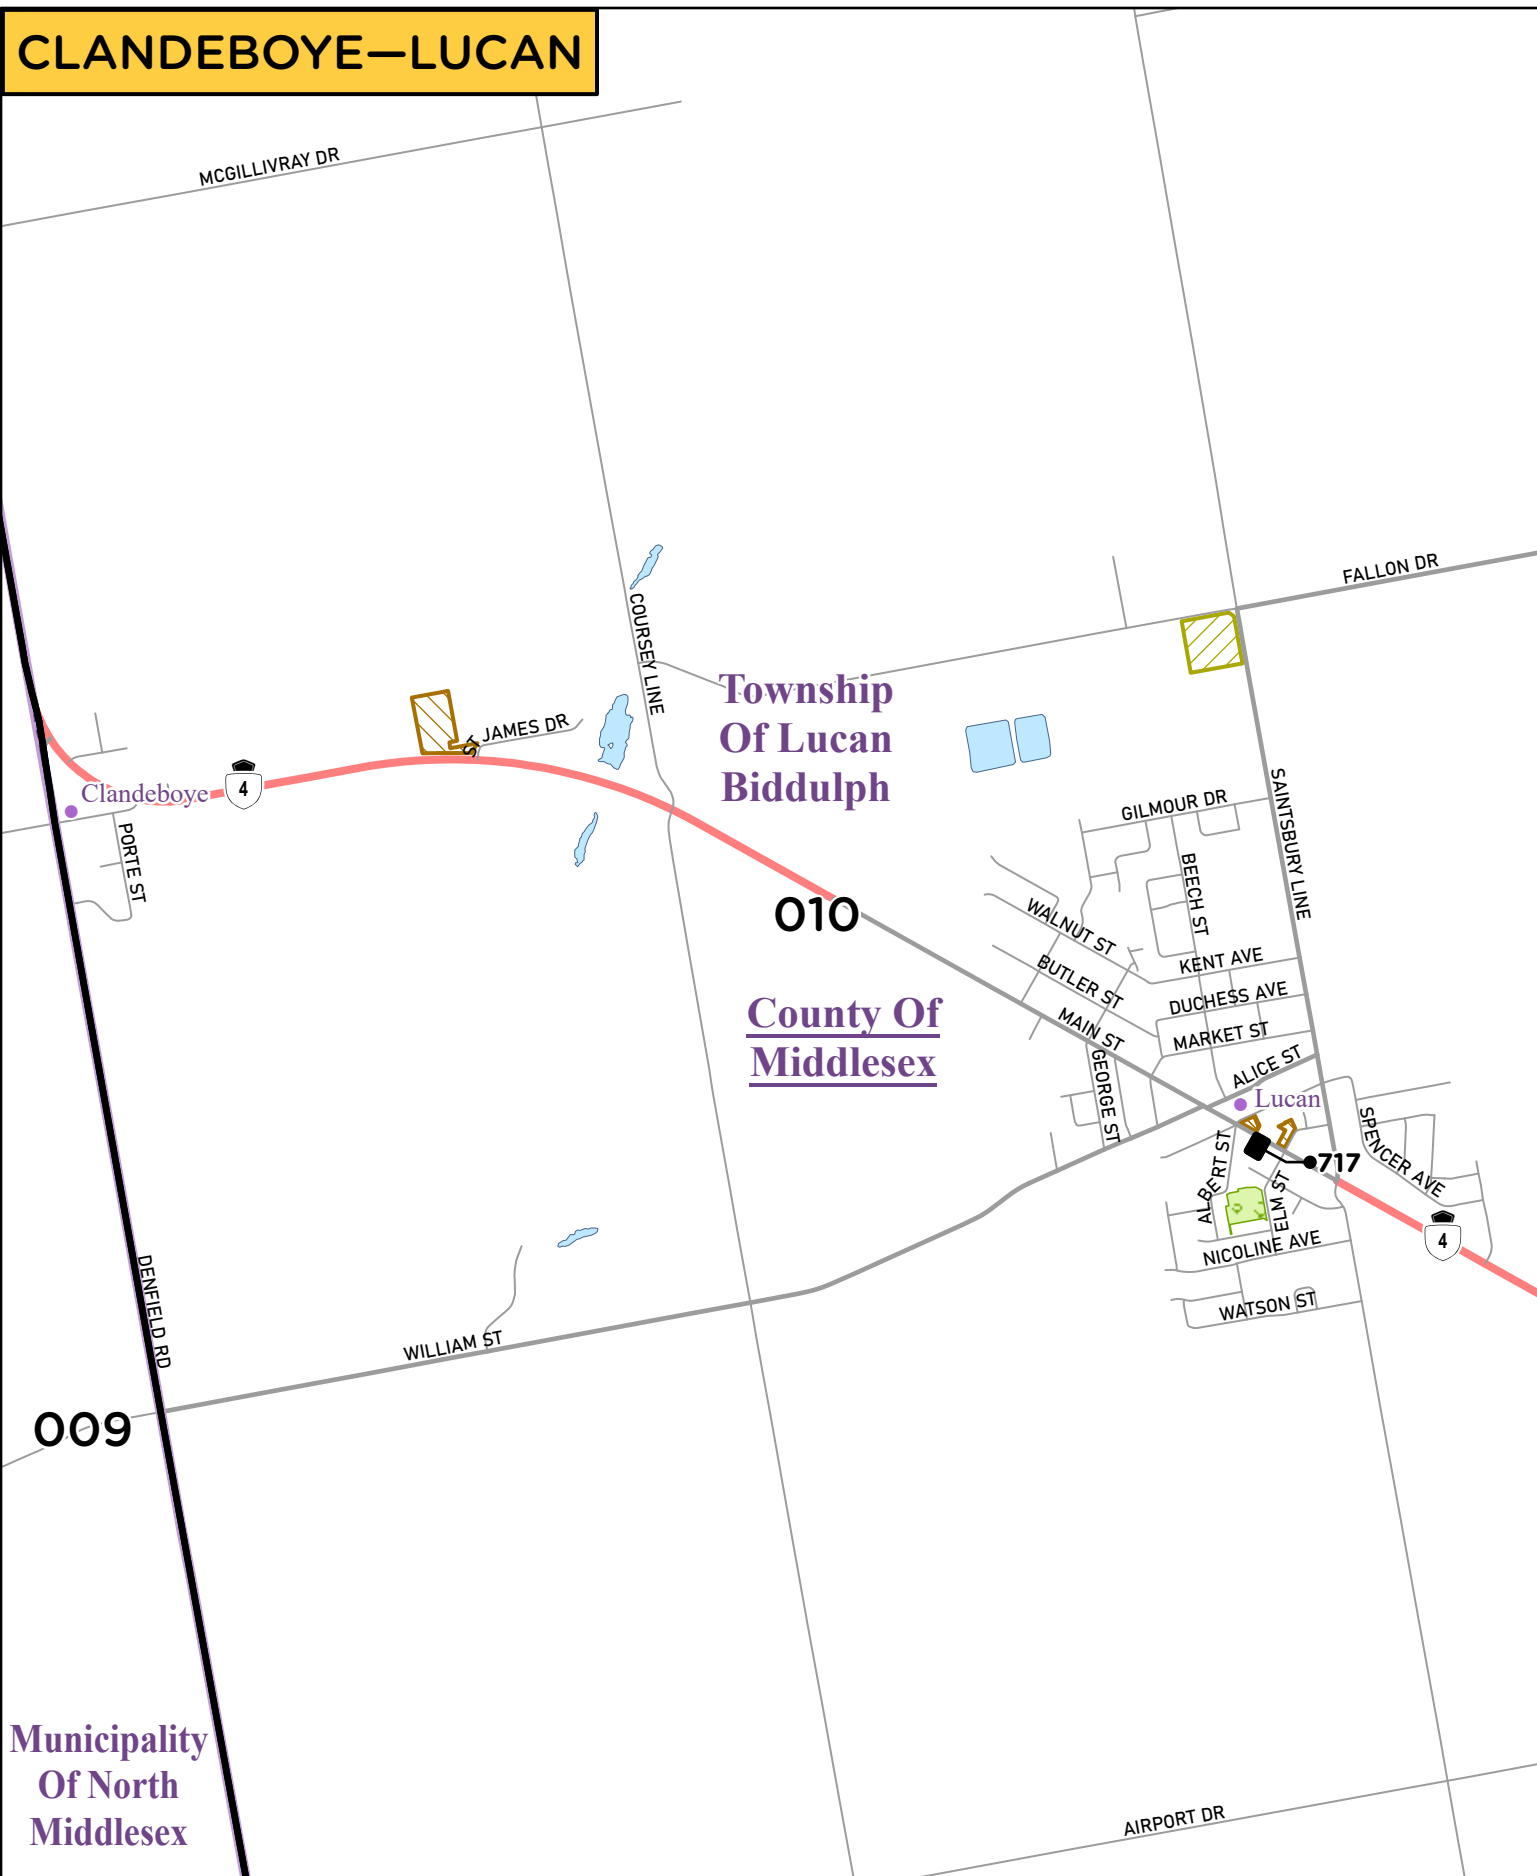 CLANDEBOYE—LUCAN
MCGILLIVRAY DR
FALLON DR
COURSEY LINE
Township
Of Lucan
Biddulph
ST JAMES DR
4
Clandeboye
PORTE ST
SAINTSBURY LINE
GILMOUR DR
BEECH ST
010
WALNUT ST
KENT AVE
BUTLER ST
DUCHESS AVE
County Of
Middlesex
MAIN ST
MARKET ST
ALICE ST
GEORGE ST
Lucan
SPENCER AVE
717
ALBERT ST
ELM ST
4
NICOLINE AVE
WATSON ST
DENFIELD RD
WILLIAM ST
009
Municipality
Of North
Middlesex
AIRPORT DR